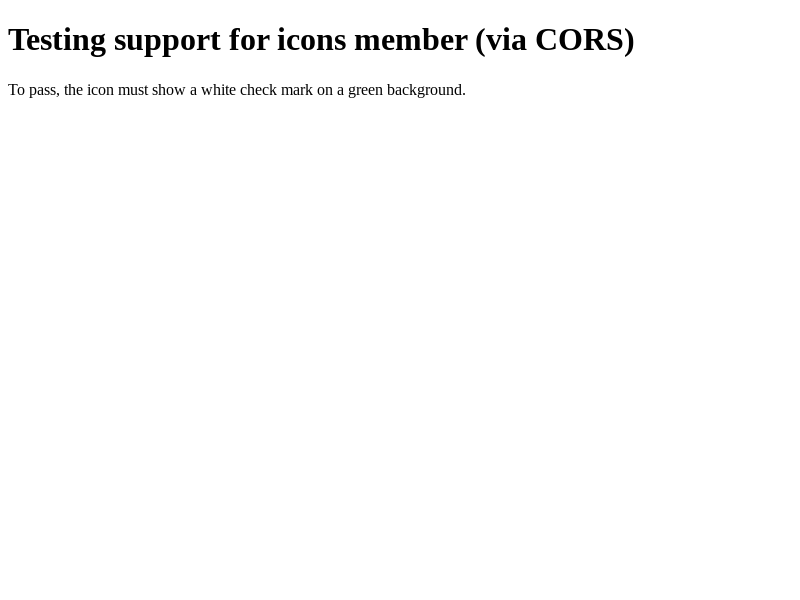 Testing support for icons member (via CORS)
To pass, the icon must show a white check mark on a green background.